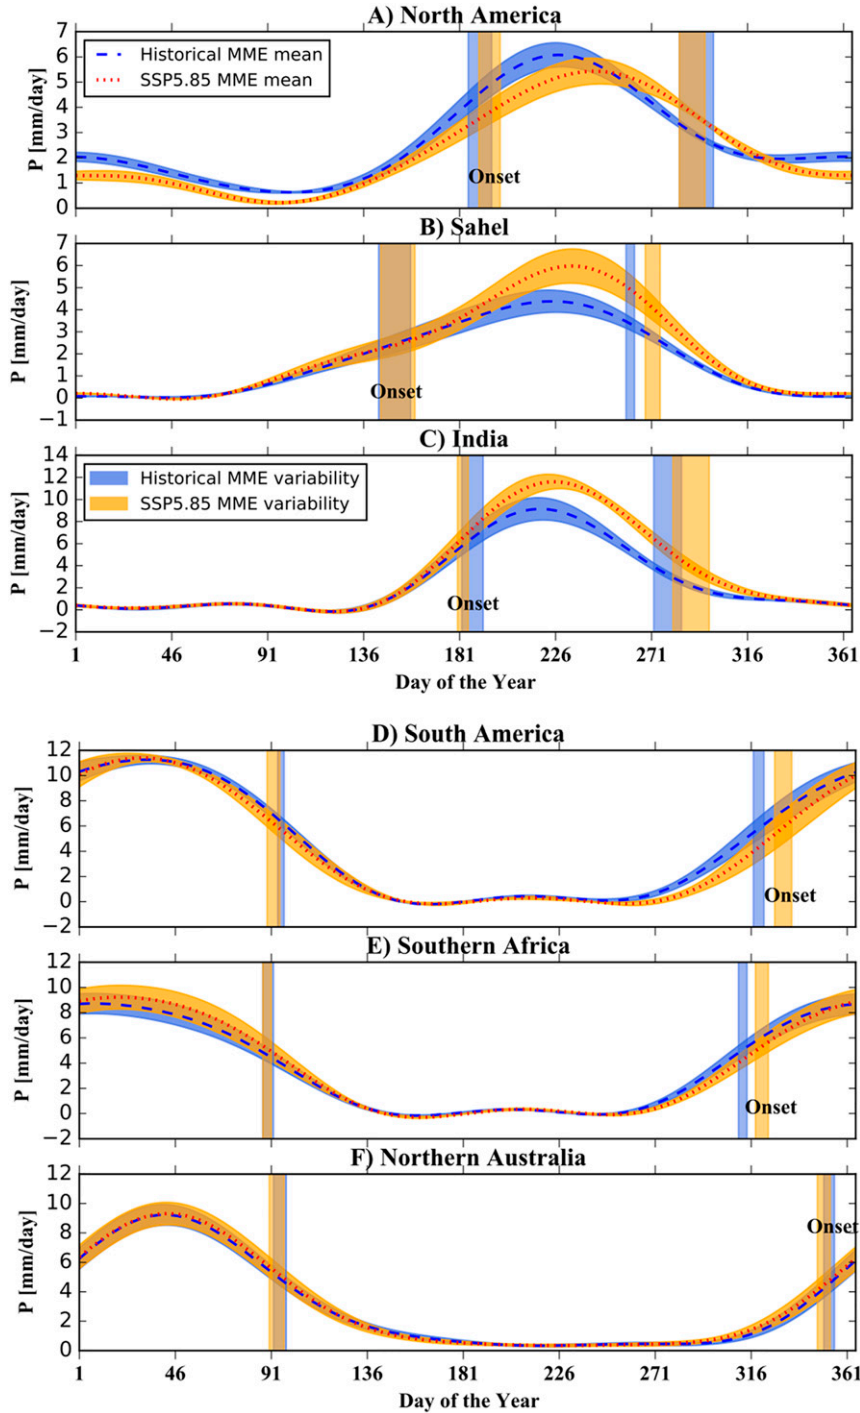 A) North America
7
6
5
4
3
2
1
0
P [mm/day]
Historical MME mean
SSP5.85 MME mean
Onset
B) Sahel
7
6
5
4
3
2
1
0
−1
P [mm/day]
Onset
C) India
14
12
10
8
6
4
2
0
−2
P [mm/day]
Historical MME variability
SSP5.85 MME variability
Onset
1 46 91 136 181 226 271 316 361
Day of the Year
D) South America
12
10
8
6
4
2
0
−2
P [mm/day]
Onset
E) Southern Africa
12
10
8
6
4
2
0
−2
P [mm/day]
Onset
F) Northern Australia
12
10
8
6
4
2
0
P [mm/day]
Onset
1 46 91 136 181 226 271 316 361
Day of the Year